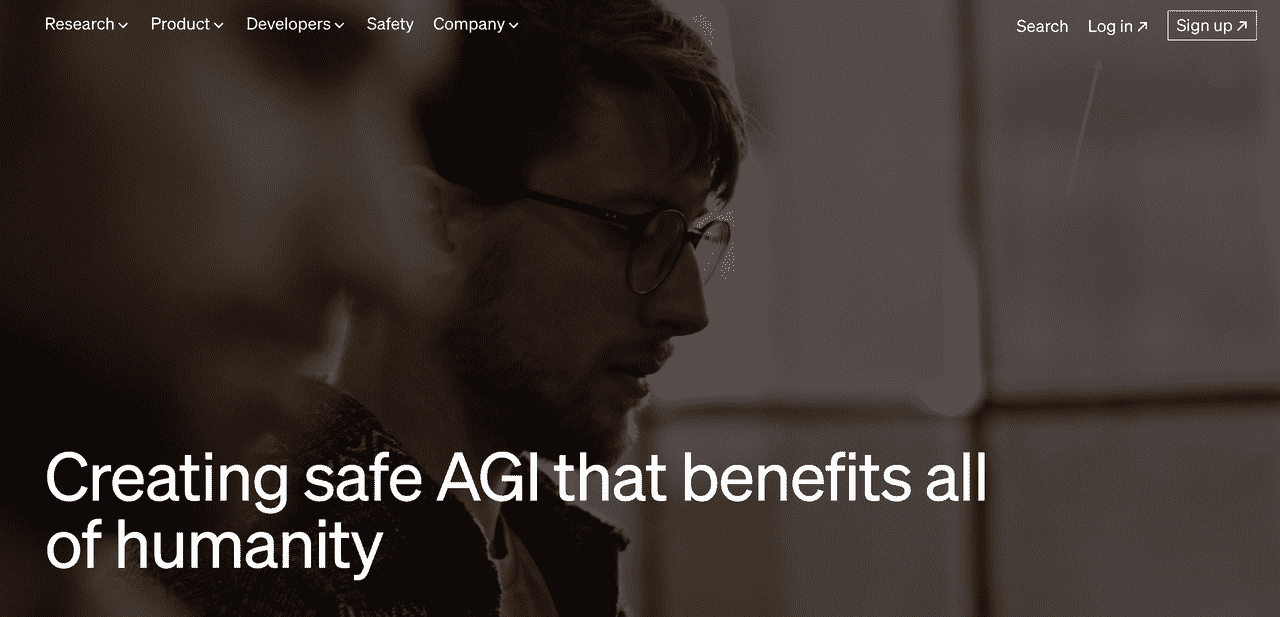 Research Product Developers Safety Company Search Log in ↗ Sign up ↗
Creating safe AGI that benefits all
of humanity